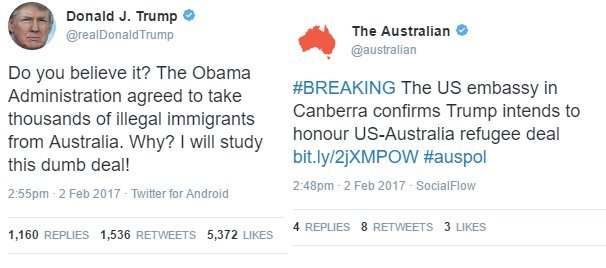 Donald J. Trump
@realDonaldTrump
Do you believe it? The Obama
Administration agreed to take
thousands of illegal immigrants
from Australia. Why? I will study
this dumb deal!
2:55pm · 2 Feb 2017 · Twitter for Android
1,160 REPLIES 1,536 RETWEETS 5,372 LIKES
The Australian
@australian
#BREAKING The US embassy in
Canberra confirms Trump intends to
honour US-Australia refugee deal
bit.ly/2jXMPOW #auspol
2:48pm · 2 Feb 2017 · SocialFlow
4 REPLIES 8 RETWEETS 3 LIKES